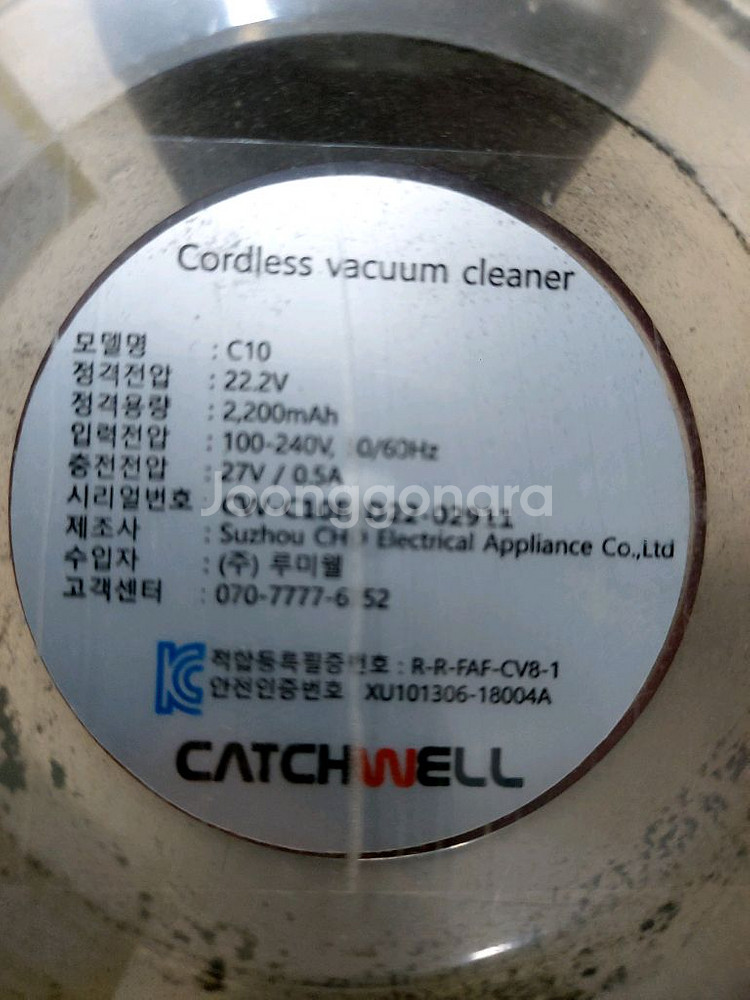 Cordless vacuum cleaner
모델명 : C10
정격전압 : 22.2V
정격용량 : 2,200mAh
입력전압 : 100-240V, 0/60Hz
충전전압 : 27V / 0.5A
시리얼번호 :
Joonggonara
제조사 : Suzhou Electrical Appliance Co.,Ltd
수입자 : (주) 루미웰
고객센터 : 070-7777-6 52
적합등록필증번호 : R-R-FAF-CV8-1
안전인증번호 XU101306-18004A
CATCHWELL